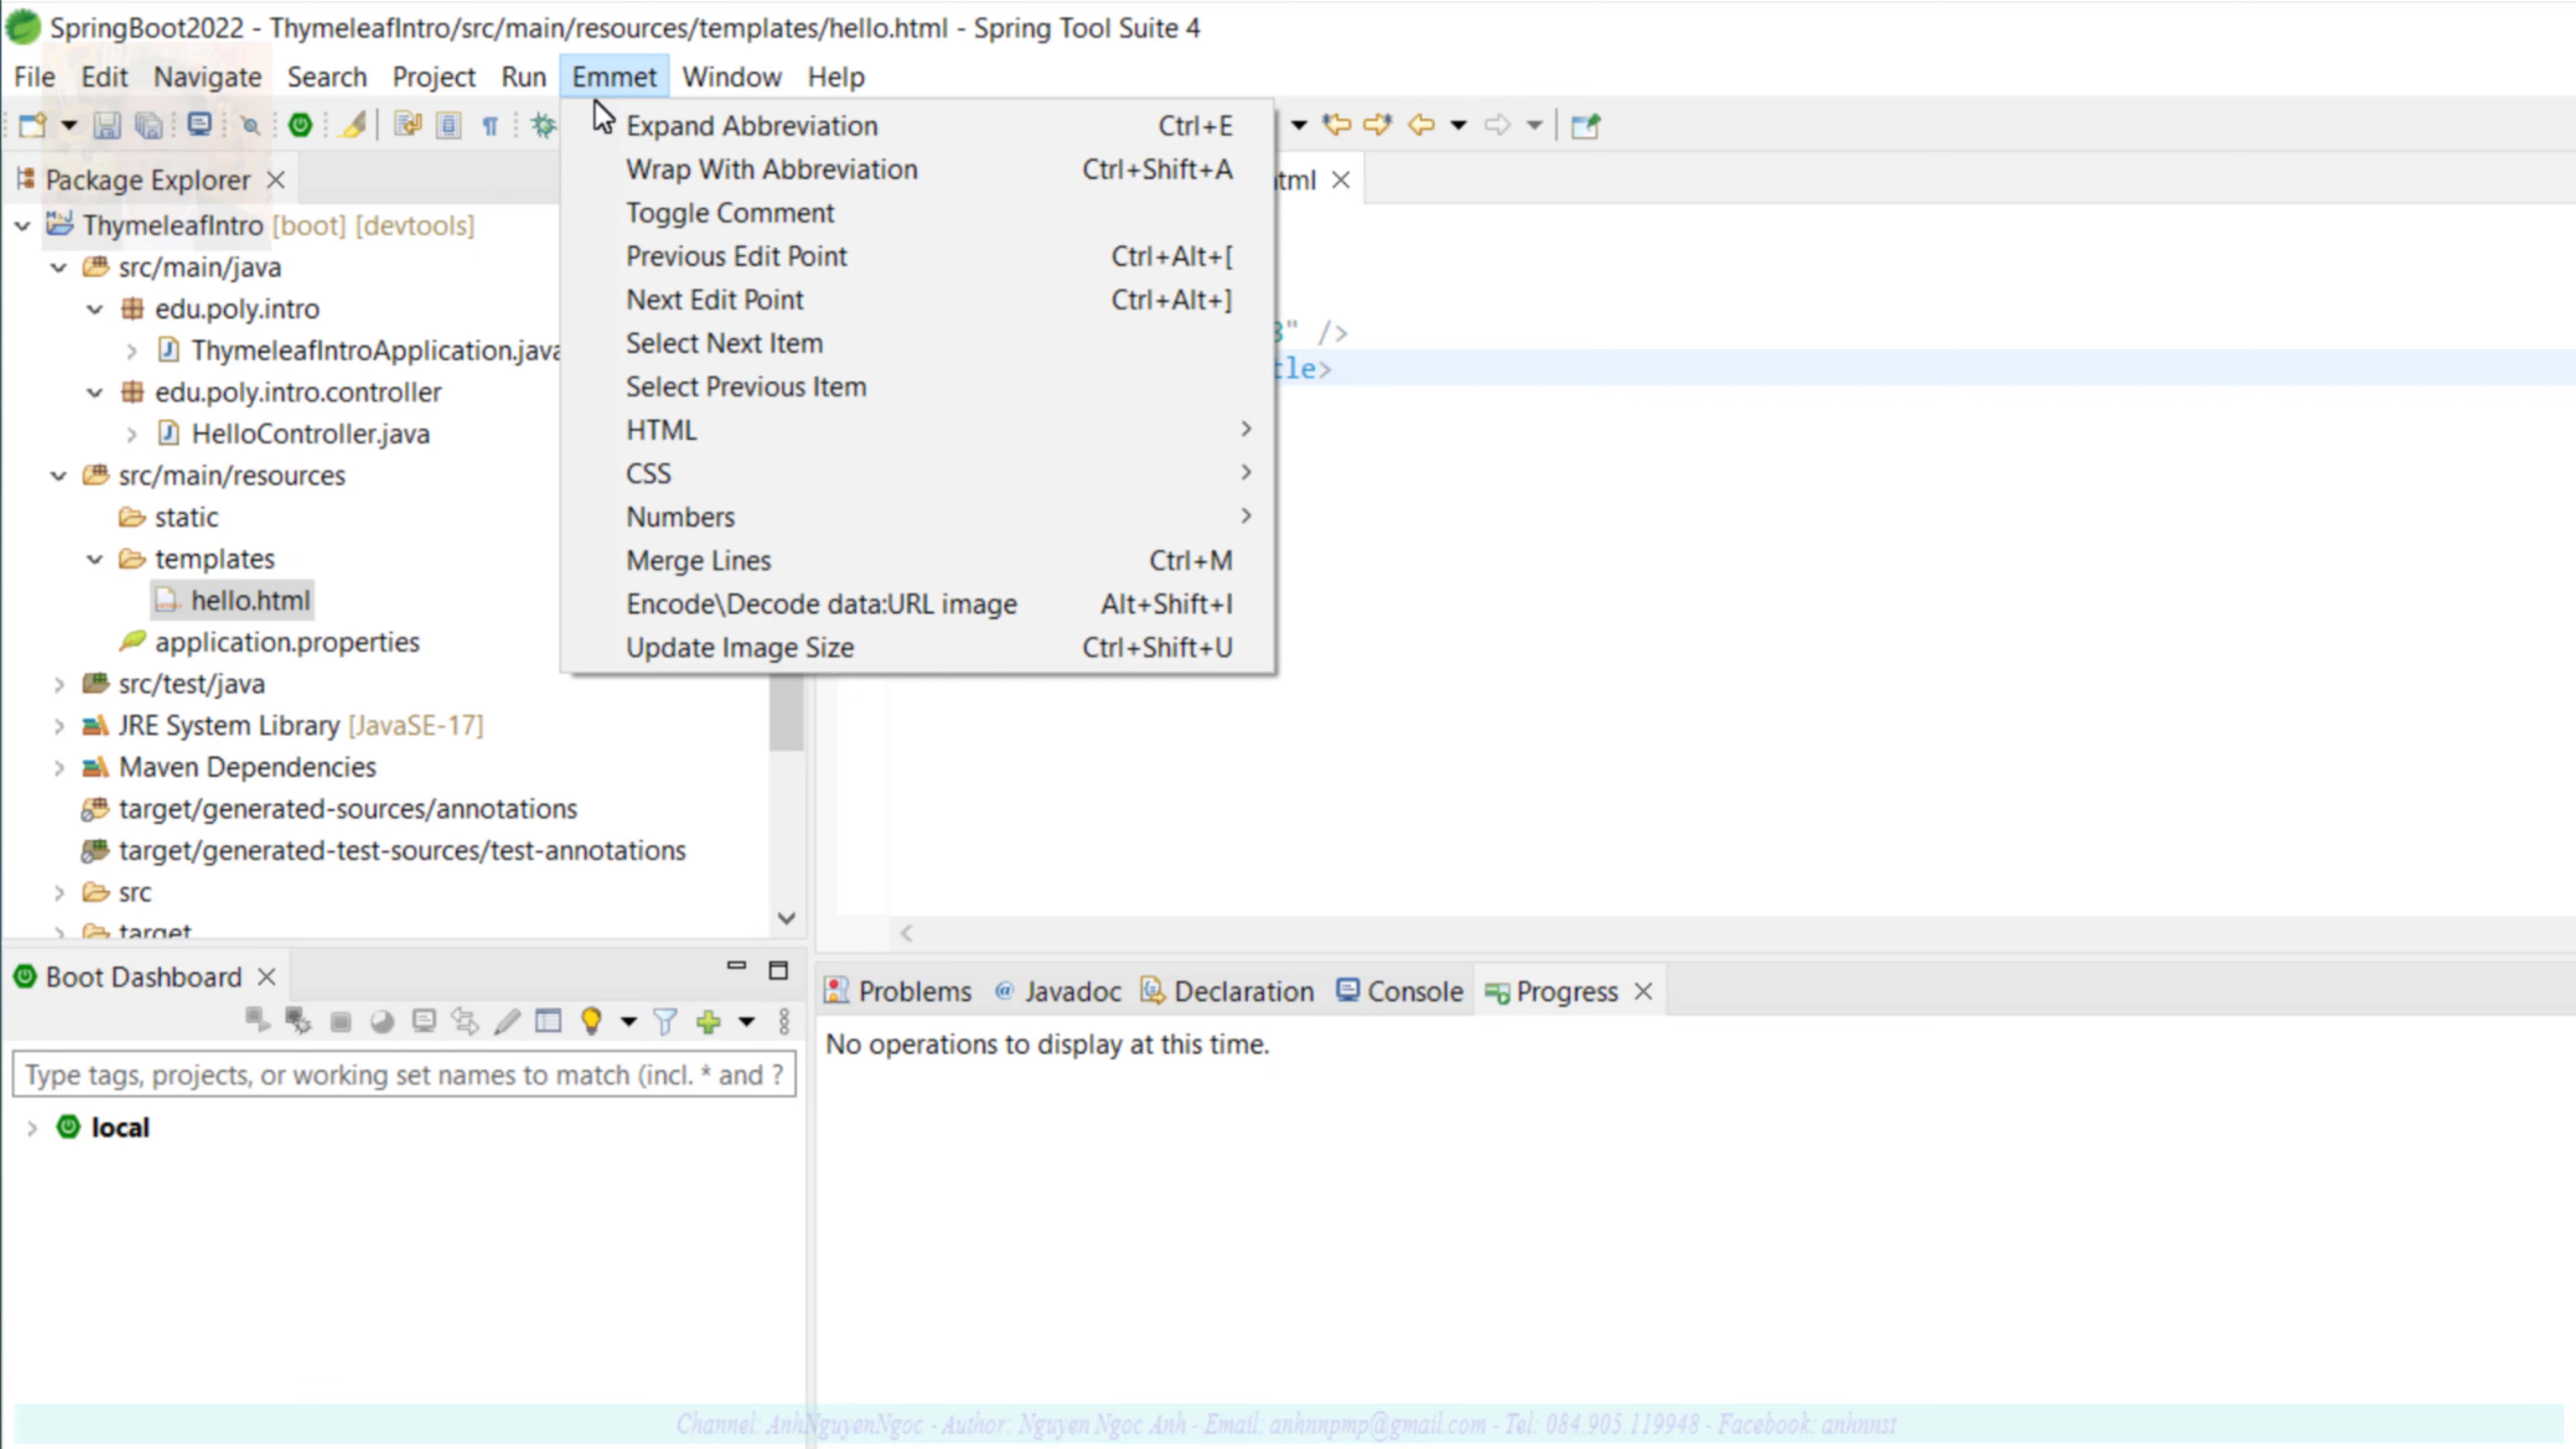 SpringBoot2022 - ThymeleafIntro/src/main/resources/templates/hello.html - Spring Tool Suite 4
File Edit Navigate Search Project Run Emmet Window Help
Expand Abbreviation Ctrl+E
Wrap With Abbreviation Ctrl+Shift+A
Toggle Comment
Previous Edit Point Ctrl+Alt+[
Next Edit Point Ctrl+Alt+]
Select Next Item
Select Previous Item
HTML
CSS
Numbers
Merge Lines Ctrl+M
Encode\Decode data:URL image Alt+Shift+I
Update Image Size Ctrl+Shift+U
Package Explorer
ThymeleafIntro [boot] [devtools]
src/main/java
edu.poly.intro
ThymeleafIntroApplication.java
edu.poly.intro.controller
HelloController.java
src/main/resources
static
templates
hello.html
application.properties
src/test/java
JRE System Library [JavaSE-17]
Maven Dependencies
target/generated-sources/annotations
target/generated-test-sources/test-annotations
src
target
tml
" />
tle>
Boot Dashboard
Type tags, projects, or working set names to match (incl. * and ?
local
Problems Javadoc Declaration Console Progress
No operations to display at this time.
Channel: AnhNguyenNgoc - Author: Nguyen Ngoc Anh - Email: anhnnpmp@gmail.com - Tel: 084.905.119948 - Facebook: anhnnst